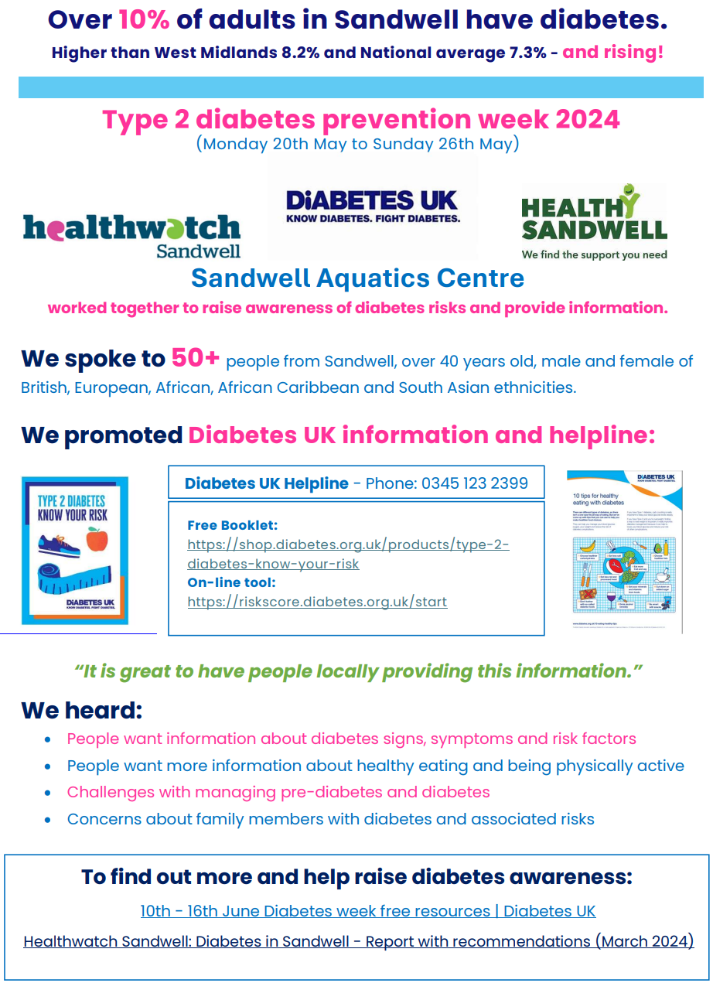 Over 10% of adults in Sandwell have diabetes.
Higher than West Midlands 8.2% and National average 7.3% - and rising!
Type 2 diabetes prevention week 2024
(Monday 20th May to Sunday 26th May)
healthwatch
Sandwell
DiABETES UK
KNOW DIABETES. FIGHT DIABETES.
HEALTHY
SANDWELL
We find the support you need
Sandwell Aquatics Centre
worked together to raise awareness of diabetes risks and provide information.
We spoke to 50+ people from Sandwell, over 40 years old, male and female of
British, European, African, African Caribbean and South Asian ethnicities.
We promoted Diabetes UK information and helpline:
TYPE 2 DIABETES
KNOW YOUR RISK
DiABETES UK
KNOW DIABETES. FIGHT DIABETES.
Diabetes UK Helpline - Phone: 0345 123 2399
Free Booklet:
https://shop.diabetes.org.uk/products/type-2-
diabetes-know-your-risk
On-line tool:
https://riskscore.diabetes.org.uk/start
DiABETES UK
KNOW DIABETES. FIGHT DIABETES.
10 tips for healthy
eating with diabetes
“It is great to have people locally providing this information.”
We heard:
• People want information about diabetes signs, symptoms and risk factors
• People want more information about healthy eating and being physically active
• Challenges with managing pre-diabetes and diabetes
• Concerns about family members with diabetes and associated risks
To find out more and help raise diabetes awareness:
10th - 16th June Diabetes week free resources | Diabetes UK
Healthwatch Sandwell: Diabetes in Sandwell - Report with recommendations (March 2024)